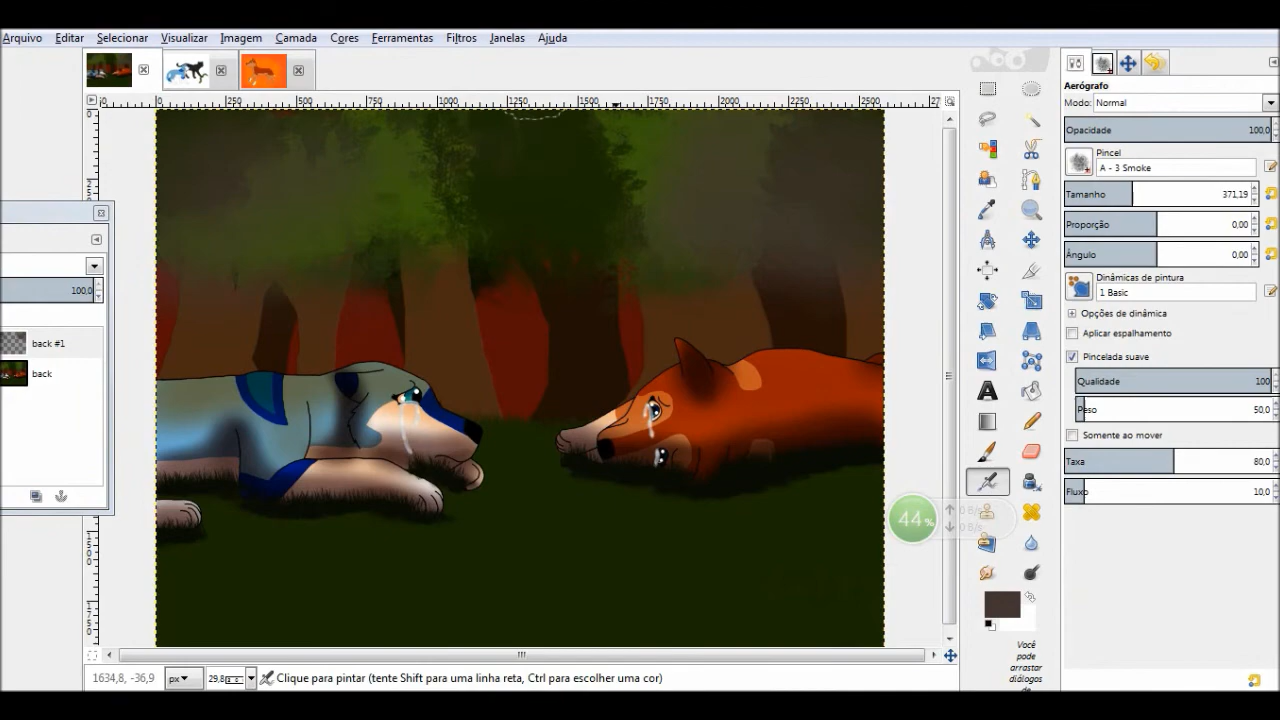 Arquivo Editar Selecionar Visualizar Imagem Camada Cores Ferramentas Filtros Janelas Ajuda
0 250 500 750 1000 1250 1500 1750 2000 2250 2500 27
Aerógrafo
Modo: Normal
Opacidade 100,0
Pincel
A - 3 Smoke
Tamanho 371,19
Proporção 0,00
Ângulo 0,00
Dinâmicas de pintura
1 Basic
Opções de dinâmica
Aplicar espalhamento
Pincelada suave
Qualidade 100
Peso 50,0
Somente ao mover
Taxa 80,0
Fluxo 10,0
100,0
back #1
back
44%
Você
pode
arrastar
diálogos
1634,8, -36,9 px 29,8 Clique para pintar (tente Shift para uma linha reta, Ctrl para escolher uma cor)